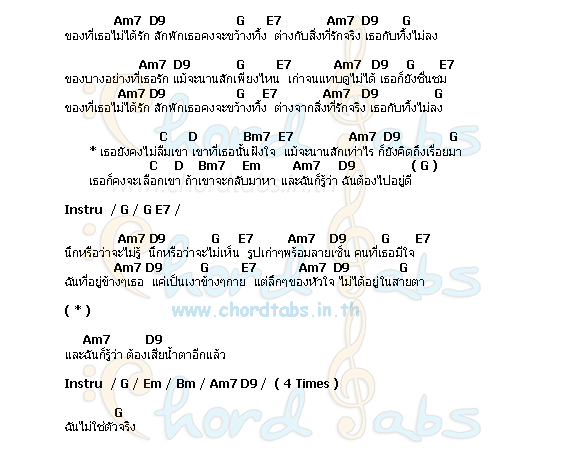 Am7 D9 G E7 Am7 D9 G
ของที่เธอไม่ได้รัก สักพักเธอคงจะขว้างทิ้ง ต่างกับสิ่งที่รักจริง เธอกับทิ้งไม่ลง
Am7 D9 G E7 Am7 D9 G E7
ของบางอย่างที่เธอรัก แม้จะนานสักเพียงไหน เก่าจนแทบดูไม่ได้ เธอก็ยังชื่นชม
Am7 D9 G E7 Am7 D9 G
ของที่เธอไม่ได้รัก สักพักเธอคงจะขว้างทิ้ง ต่างจากสิ่งที่รักจริง เธอกับทิ้งไม่ลง
C D Bm7 E7 Am7 D9 G
* เธอยังคงไม่ลืมเขา เขาที่เธอนั้นฝังใจ แม้จะนานสักเท่าไร ก็ยังคิดถึงเรื่อยมา
C D Bm7 Em Am7 D9 ( G )
เธอก็คงจะเลือกเขา ถ้าเขาจะกลับมาหา และฉันก็รู้ว่า ฉันต้องไปอยู่ดี
Instru / G / G E7 /
Am7 D9 G E7 Am7 D9 G E7
นึกหรือว่าจะไม่รู้ นึกหรือว่าจะไม่เห็น รูปเก่าๆพร้อมลายเซ็น คนที่เธอมีใจ
Am7 D9 G E7 Am7 D9 G
ฉันที่อยู่ข้างๆเธอ แค่เป็นเงาข้างๆกาย แต่ลึกๆของหัวใจ ไม่ได้อยู่ในสายตา
( * )
www.chordtabs.in.th
Am7 D9
และฉันก็รู้ว่า ต้องเสียน้ำตาอีกแล้ว
Instru / G / Em / Bm / Am7 D9 / ( 4 Times )
G
ฉันไม่ใช่ตัวจริง